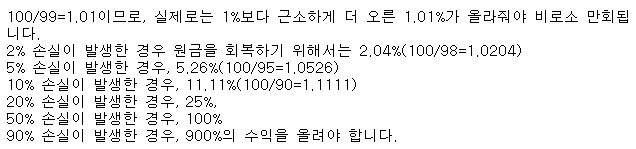 100/99=1.01이므로, 실제로는 1%보다 근소하게 더 오른 1.01%가 올라줘야 비로소 만회됩
니다.
2% 손실이 발생한 경우 원금을 회복하기 위해서는 2.04%(100/98=1.0204)
5% 손실이 발생한 경우, 5.26%(100/95=1.0526)
10% 손실이 발생한 경우, 11.11%(100/90=1.1111)
20% 손실이 발생한 경우, 25%,
50% 손실이 발생한 경우, 100%
90% 손실이 발생한 경우, 900%의 수익을 올려야 합니다.